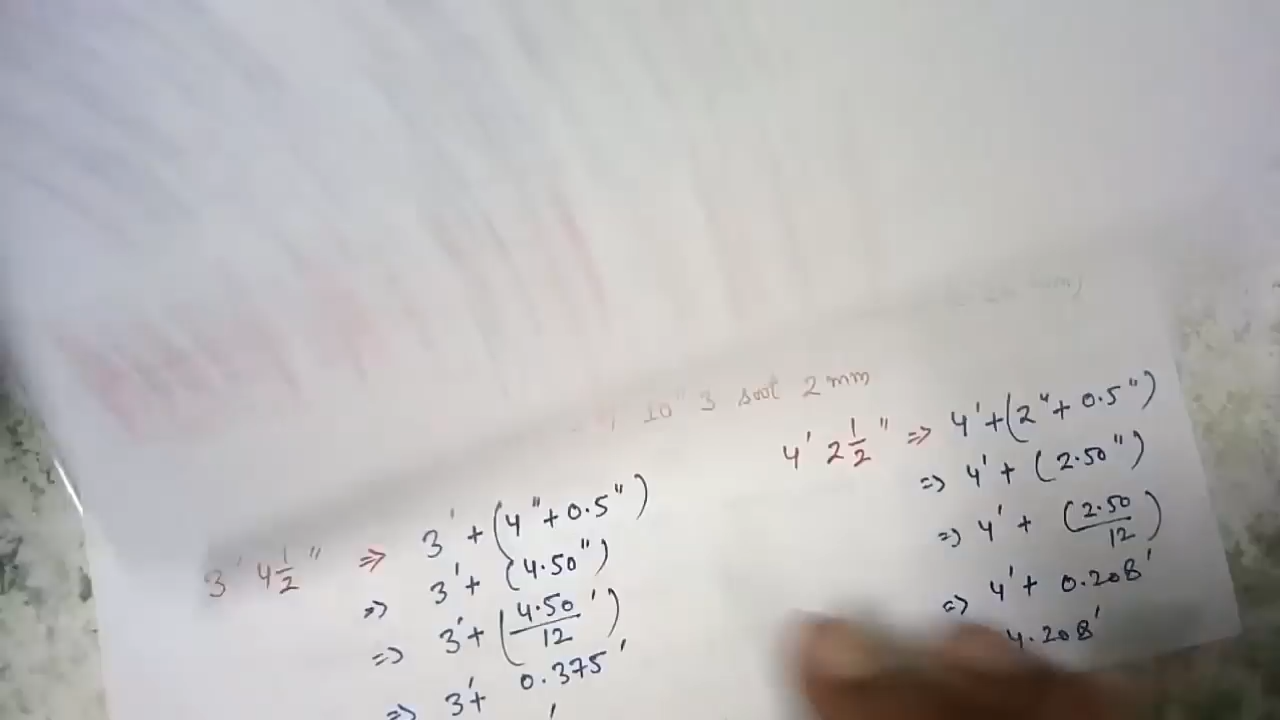 10" 3 soot 2 mm
3' 4 1/2" => 3' + (4" + 0.5")
=> 3' + (4.50")
=> 3' + (4.50/12')
=> 3' + 0.375'
4' 2 1/2" => 4' + (2" + 0.5")
=> 4' + (2.50")
=> 4' + (2.50/12)
=> 4' + 0.208'
4.208'